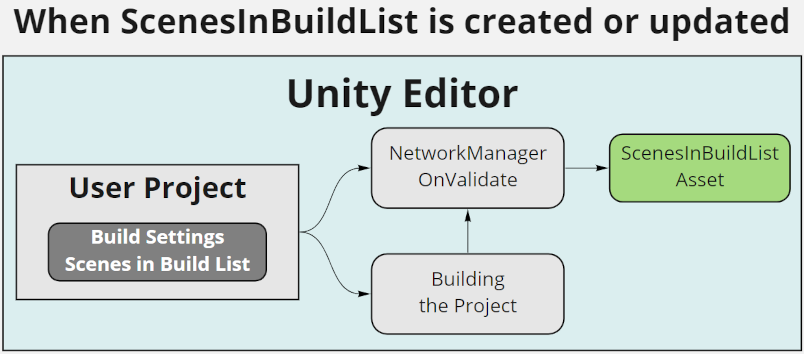 When ScenesInBuildList is created or updated
Unity Editor
User Project
Build Settings
Scenes in Build List
NetworkManager
OnValidate
ScenesInBuildList
Asset
Building
the Project